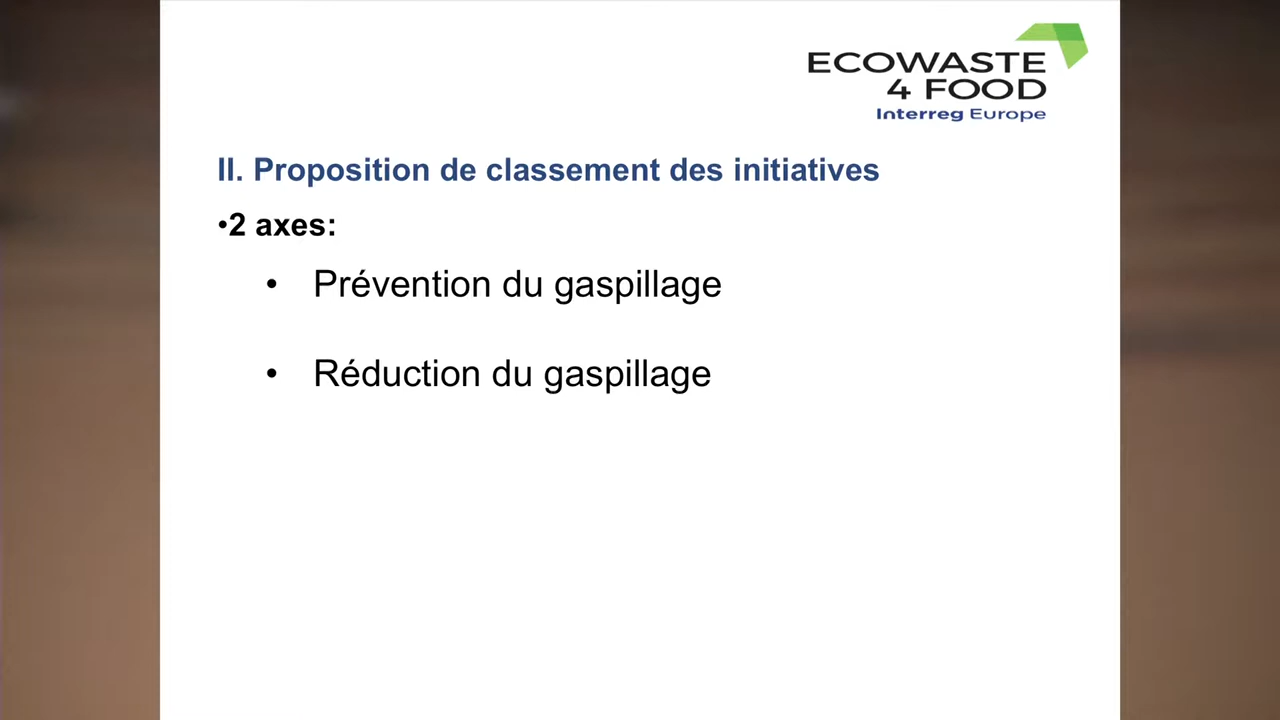 ECOWASTE
4 FOOD
Interreg Europe
II. Proposition de classement des initiatives
•2 axes:
• Prévention du gaspillage
• Réduction du gaspillage